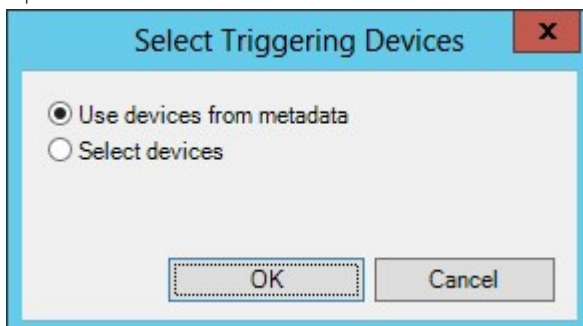 Select Triggering Devices
x
Use devices from metadata
Select devices
OK Cancel